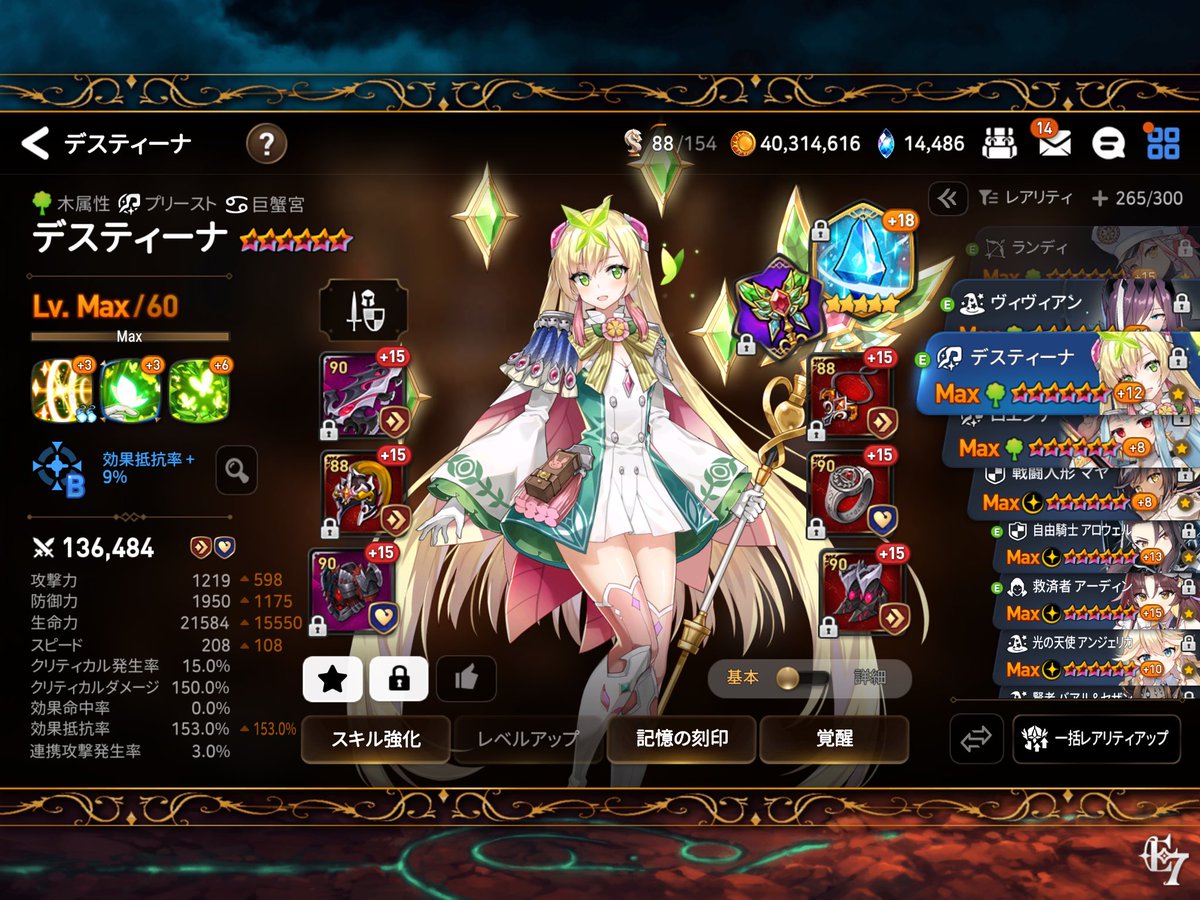 デスティーナ
?
88/154
40,314,616
14,486
14
木属性 プリースト 巨蟹宮
デスティーナ
Lv. Max/60
Max
+3 +3 +6
効果抵抗率+
9%
B
136,484
攻撃力 1219 598
防御力 1950 1175
生命力 21584 15550
スピード 208 108
クリティカル発生率 15.0%
クリティカルダメージ 150.0%
効果命中率 0.0%
効果抵抗率 153.0% 153.0%
連携攻撃発生率 3.0%
90 +15
88 +15
90 +15
+18
88 +15
90 +15
90 +15
基本 詳細
スキル強化
レベルアップ
記憶の刻印
覚醒
レアリティ + 265/300
E ランディ
Max +15
E ヴィヴィアン
E デスティーナ
Max +12
Max +8
戦闘人形 マヤ
Max +8
E 自由騎士 アロウェル
Max +13
E 救済者 アーディン
Max +15
光の天使 アンジェリカ
Max +10
賢者 バアル&セザン
一括レアリティアップ
E7